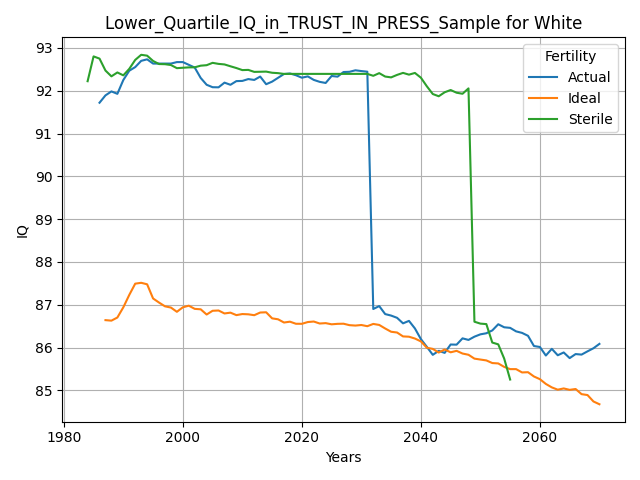 Lower_Quartile_IQ_in_TRUST_IN_PRESS_Sample for White
93
92
91
90
89
88
87
86
85
IQ
1980
2000
2020
2040
2060
Years
Fertility
Actual
Ideal
Sterile